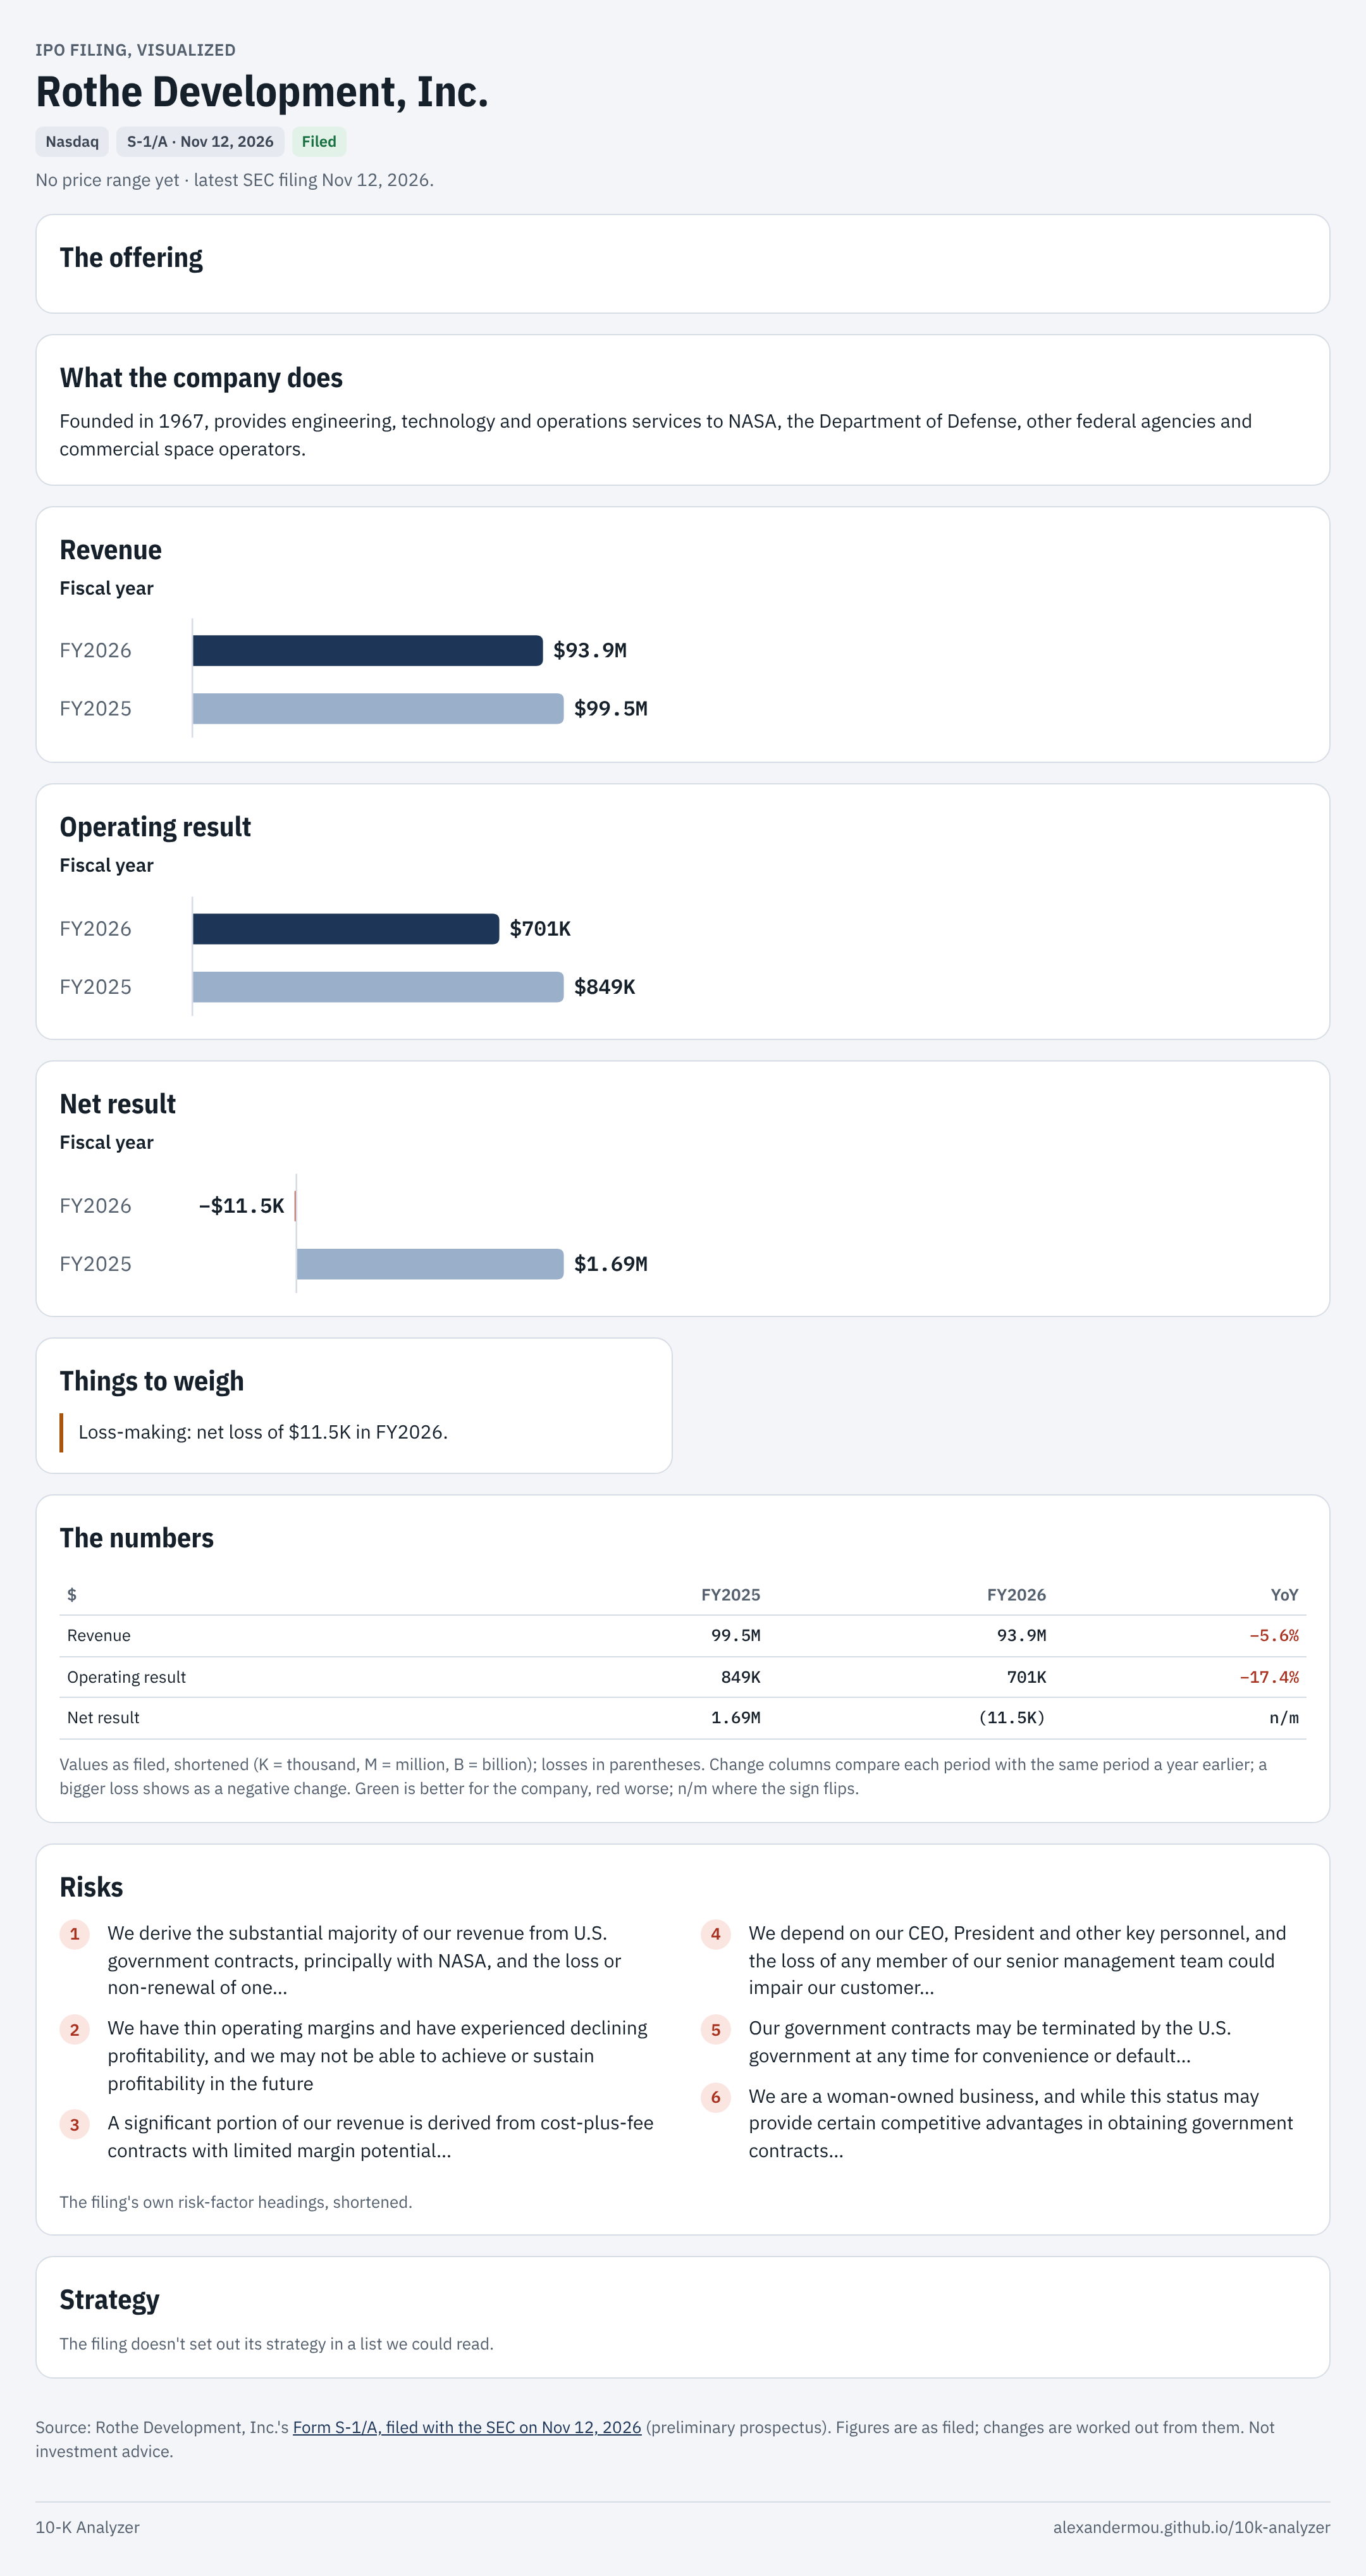 IPO FILING, VISUALIZED
Rothe Development, Inc.
Nasdaq
S-1/A · Nov 12, 2026
Filed
No price range yet · latest SEC filing Nov 12, 2026.
The offering
What the company does
Founded in 1967, provides engineering, technology and operations services to NASA, the Department of Defense, other federal agencies and
commercial space operators.
Revenue
Fiscal year
FY2026 $93.9M
FY2025 $99.5M
Operating result
Fiscal year
FY2026 $701K
FY2025 $849K
Net result
Fiscal year
FY2026 −$11.5K
FY2025 $1.69M
Things to weigh
Loss-making: net loss of $11.5K in FY2026.
The numbers
$ FY2025 FY2026 YoY
Revenue 99.5M 93.9M −5.6%
Operating result 849K 701K −17.4%
Net result 1.69M (11.5K) n/m
Values as filed, shortened (K = thousand, M = million, B = billion); losses in parentheses. Change columns compare each period with the same period a year earlier; a
bigger loss shows as a negative change. Green is better for the company, red worse; n/m where the sign flips.
Risks
1 We derive the substantial majority of our revenue from U.S.
government contracts, principally with NASA, and the loss or
non-renewal of one…
2 We have thin operating margins and have experienced declining
profitability, and we may not be able to achieve or sustain
profitability in the future
3 A significant portion of our revenue is derived from cost-plus-fee
contracts with limited margin potential…
4 We depend on our CEO, President and other key personnel, and
the loss of any member of our senior management team could
impair our customer…
5 Our government contracts may be terminated by the U.S.
government at any time for convenience or default…
6 We are a woman-owned business, and while this status may
provide certain competitive advantages in obtaining government
contracts…
The filing's own risk-factor headings, shortened.
Strategy
The filing doesn't set out its strategy in a list we could read.
Source: Rothe Development, Inc.'s Form S-1/A, filed with the SEC on Nov 12, 2026 (preliminary prospectus). Figures are as filed; changes are worked out from them. Not
investment advice.
10-K Analyzer
alexandermou.github.io/10k-analyzer